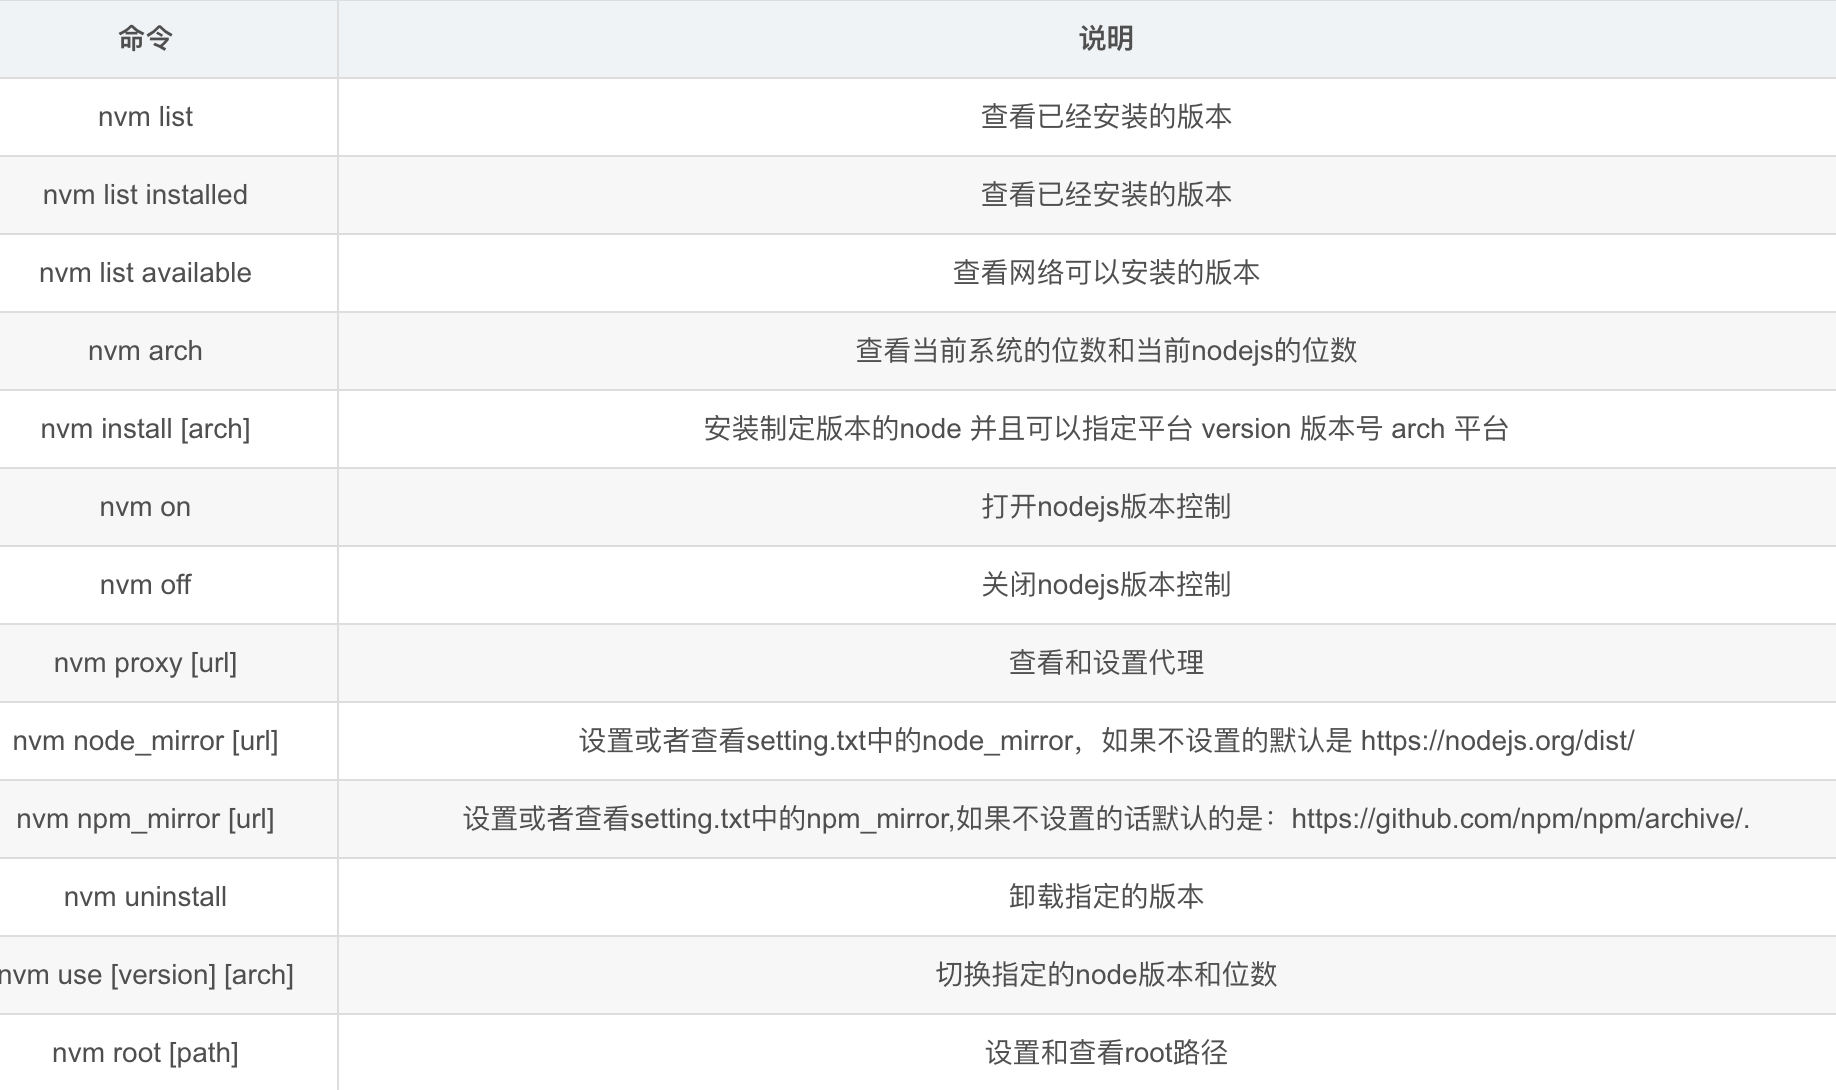 命令 说明
nvm list 查看已经安装的版本
nvm list installed 查看已经安装的版本
nvm list available 查看网络可以安装的版本
nvm arch 查看当前系统的位数和当前nodejs的位数
nvm install [arch] 安装制定版本的node 并且可以指定平台 version 版本号 arch 平台
nvm on 打开nodejs版本控制
nvm off 关闭nodejs版本控制
nvm proxy [url] 查看和设置代理
nvm node_mirror [url] 设置或者查看setting.txt中的node_mirror，如果不设置的默认是 https://nodejs.org/dist/
nvm npm_mirror [url] 设置或者查看setting.txt中的npm_mirror,如果不设置的话默认的是：https://github.com/npm/npm/archive/.
nvm uninstall 卸载指定的版本
nvm use [version] [arch] 切换指定的node版本和位数
nvm root [path] 设置和查看root路径